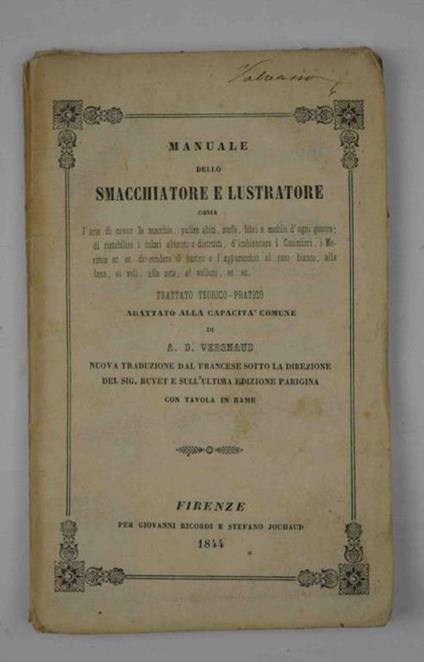 MANUALE
DELLO
SMACCHIATORE E LUSTRATORE
OSSIA
l'arte di cavar le macchie, pulire abiti, stoffe, libri e mobili d'ogni genere;
di ristabilire i colori alterati o distrutti, d'imbiancare i Casimirri, i Me-
rinos ec. ec. di rendere il lustro e l'apparecchio al raso bianco, alla
lana, ai veli, alla seta, al velluto, ec. ec.
TRATTATO TEORICO-PRATICO
ADATTATO ALLA CAPACITA' COMUNE
DI
A. D. VERGNAUD
NUOVA TRADUZIONE DAL FRANCESE SOTTO LA DIREZIONE
DEL SIG. BUYET E SULL'ULTIMA EDIZIONE PARIGINA
CON TAVOLA IN RAME
FIRENZE
PER GIOVANNI RICORDI E STEFANO JOUHAUD
1844